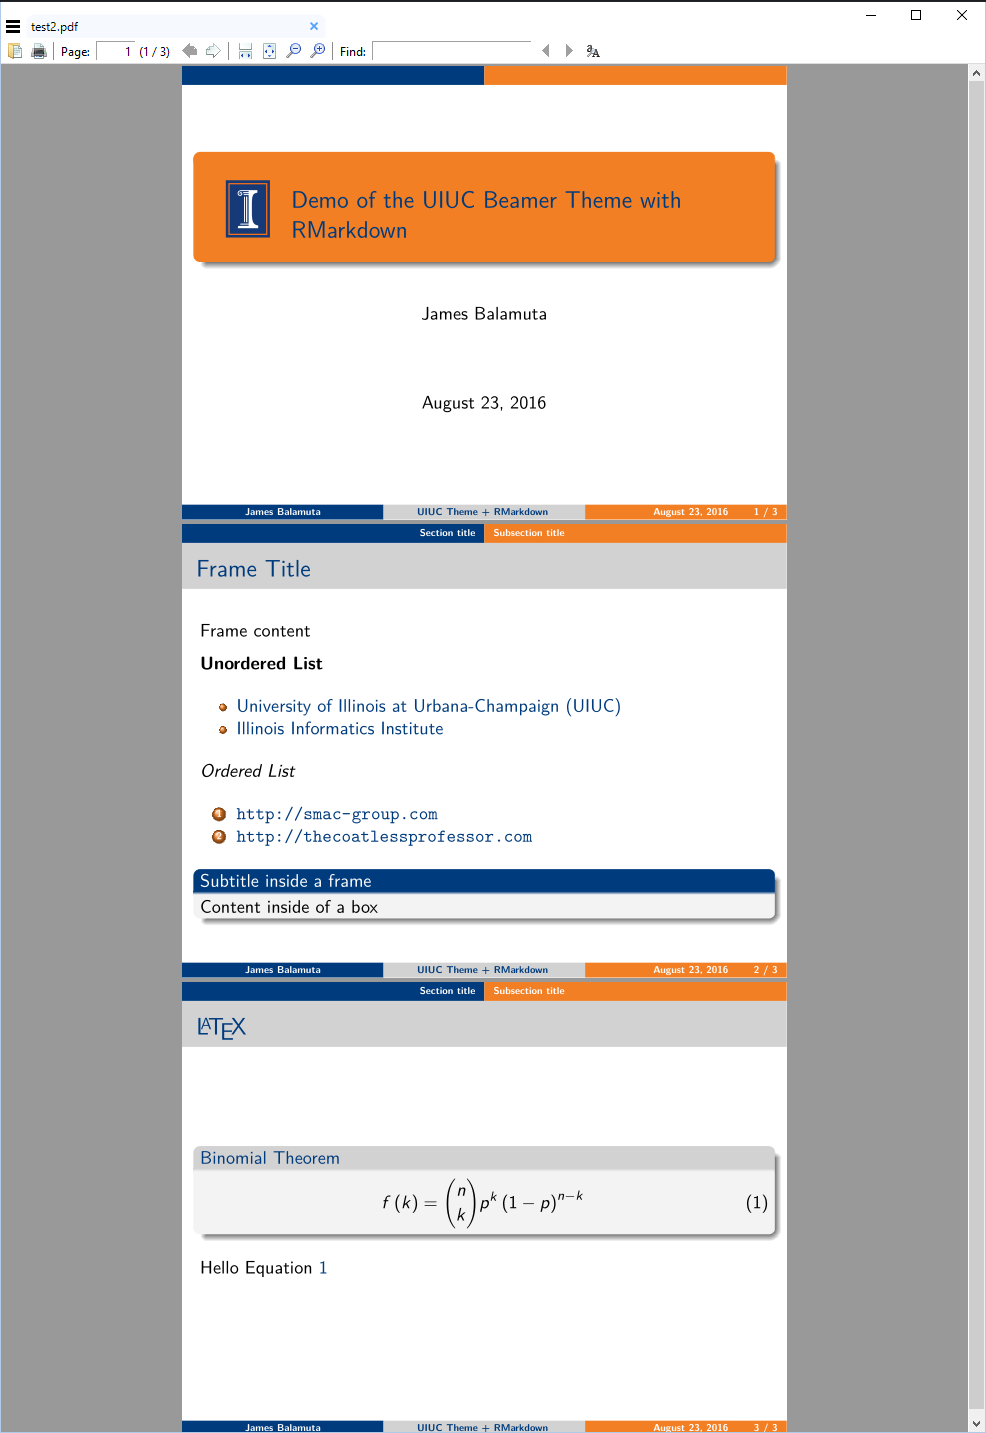 test2.pdf
Page: 1 (1 / 3) Find:
I
Demo of the UIUC Beamer Theme with
RMarkdown
James Balamuta
August 23, 2016
James Balamuta UIUC Theme + RMarkdown August 23, 2016 1 / 3
Section title Subsection title
Frame Title
Frame content
Unordered List
University of Illinois at Urbana-Champaign (UIUC)
Illinois Informatics Institute
Ordered List
1 http://smac-group.com
2 http://thecoatlessprofessor.com
Subtitle inside a frame
Content inside of a box
James Balamuta UIUC Theme + RMarkdown August 23, 2016 2 / 3
Section title Subsection title
LATEX
Binomial Theorem
f (k) = (n k) p^k (1 − p)^{n−k} (1)
Hello Equation 1
James Balamuta UIUC Theme + RMarkdown August 23, 2016 3 / 3